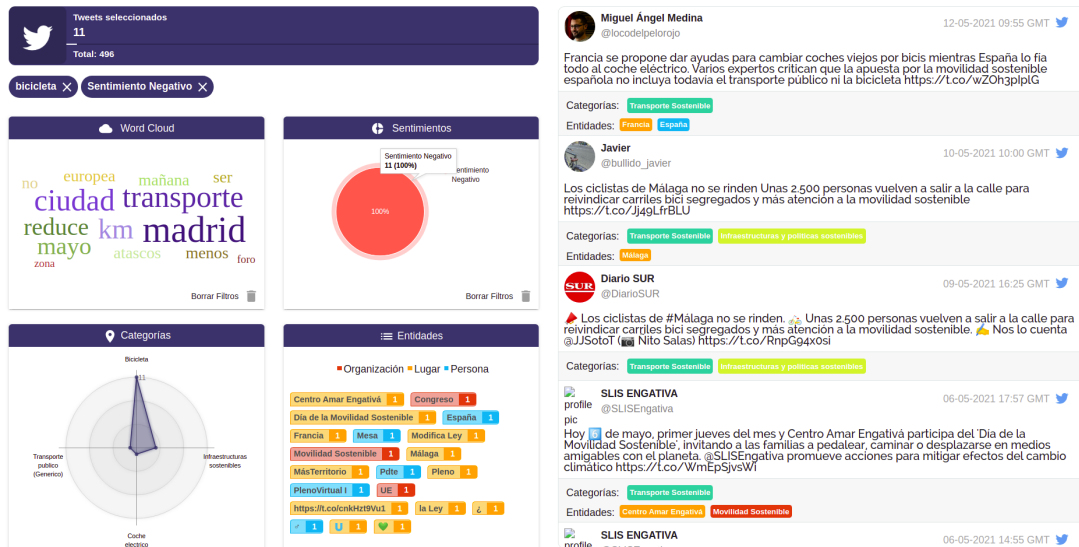 Tweets seleccionados
11
Total: 496
bicicleta
Sentimiento Negativo
Word Cloud
no europea mañana ser
ciudad transporte
reduce km madrid
mayo atascos menos foro
zona
Borrar Filtros
Sentimientos
Sentimiento Negativo
11 (100%)
Sentimiento
Negativo
100%
Borrar Filtros
Categorías
Bicicleta
11
Transporte
publico
(Generico)
Infraestructuras
sostenibles
Coche
electrico
Entidades
Organización Lugar Persona
Centro Amar Engativá 1 Congreso 1
Día de la Movilidad Sostenible 1 España 1
Francia 1 Mesa 1 Modifica Ley 1
Movilidad Sostenible 1 Málaga 1
MásTerritorio 1 Pdte 1 Pleno 1
PlenoVirtual I 1 UE 1
https://t.co/cnkHzt9Vu1 1 la Ley 1 ¿ 1
♂ 1 1 💚 1
Miguel Ángel Medina
12-05-2021 09:55 GMT
@locodelpelorojo
Francia se propone dar ayudas para cambiar coches viejos por bicis mientras España lo fia
todo al coche eléctrico. Varios expertos critican que la apuesta por la movilidad sostenible
española no incluya todavía el transporte público ni la bicicleta https://t.co/wZOh3pIplG
Categorías: Transporte Sostenible
Entidades: Francia España
Javier
10-05-2021 10:00 GMT
@bullido_javier
Los ciclistas de Málaga no se rinden Unas 2.500 personas vuelven a salir a la calle para
reivindicar carriles bici segregados y más atención a la movilidad sostenible
https://t.co/Jj49LfrBLU
Categorías: Transporte Sostenible Infraestructuras y políticas sostenibles
Entidades: Málaga
SUR
Diario SUR
09-05-2021 16:25 GMT
@DiarioSUR
Los ciclistas de #Málaga no se rinden. 🚲 Unas 2.500 personas vuelven a salir a la calle para
reivindicar carriles bici segregados y más atención a la movilidad sostenible. ✍ Nos lo cuenta
@JJSotoT (📷 Nito Salas) https://t.co/RnpG94x0si
Categorías: Transporte Sostenible Infraestructuras y políticas sostenibles
profile
pic
SLIS ENGATIVA
06-05-2021 17:57 GMT
@SLISEngativa
Hoy 6️⃣ de mayo, primer jueves del mes y Centro Amar Engativá participa del 'Día de la
Movilidad Sostenible', invitando a las familias a pedalear, caminar o desplazarse en medios
amigables con el planeta. @SLISEngativa promueve acciones para mitigar efectos del cambio
climático https://t.co/WmEpSjvsWT
Categorías: Transporte Sostenible
Entidades: Centro Amar Engativa Movilidad Sostenible
SLIS ENGATIVA
06-05-2021 14:55 GMT
profile